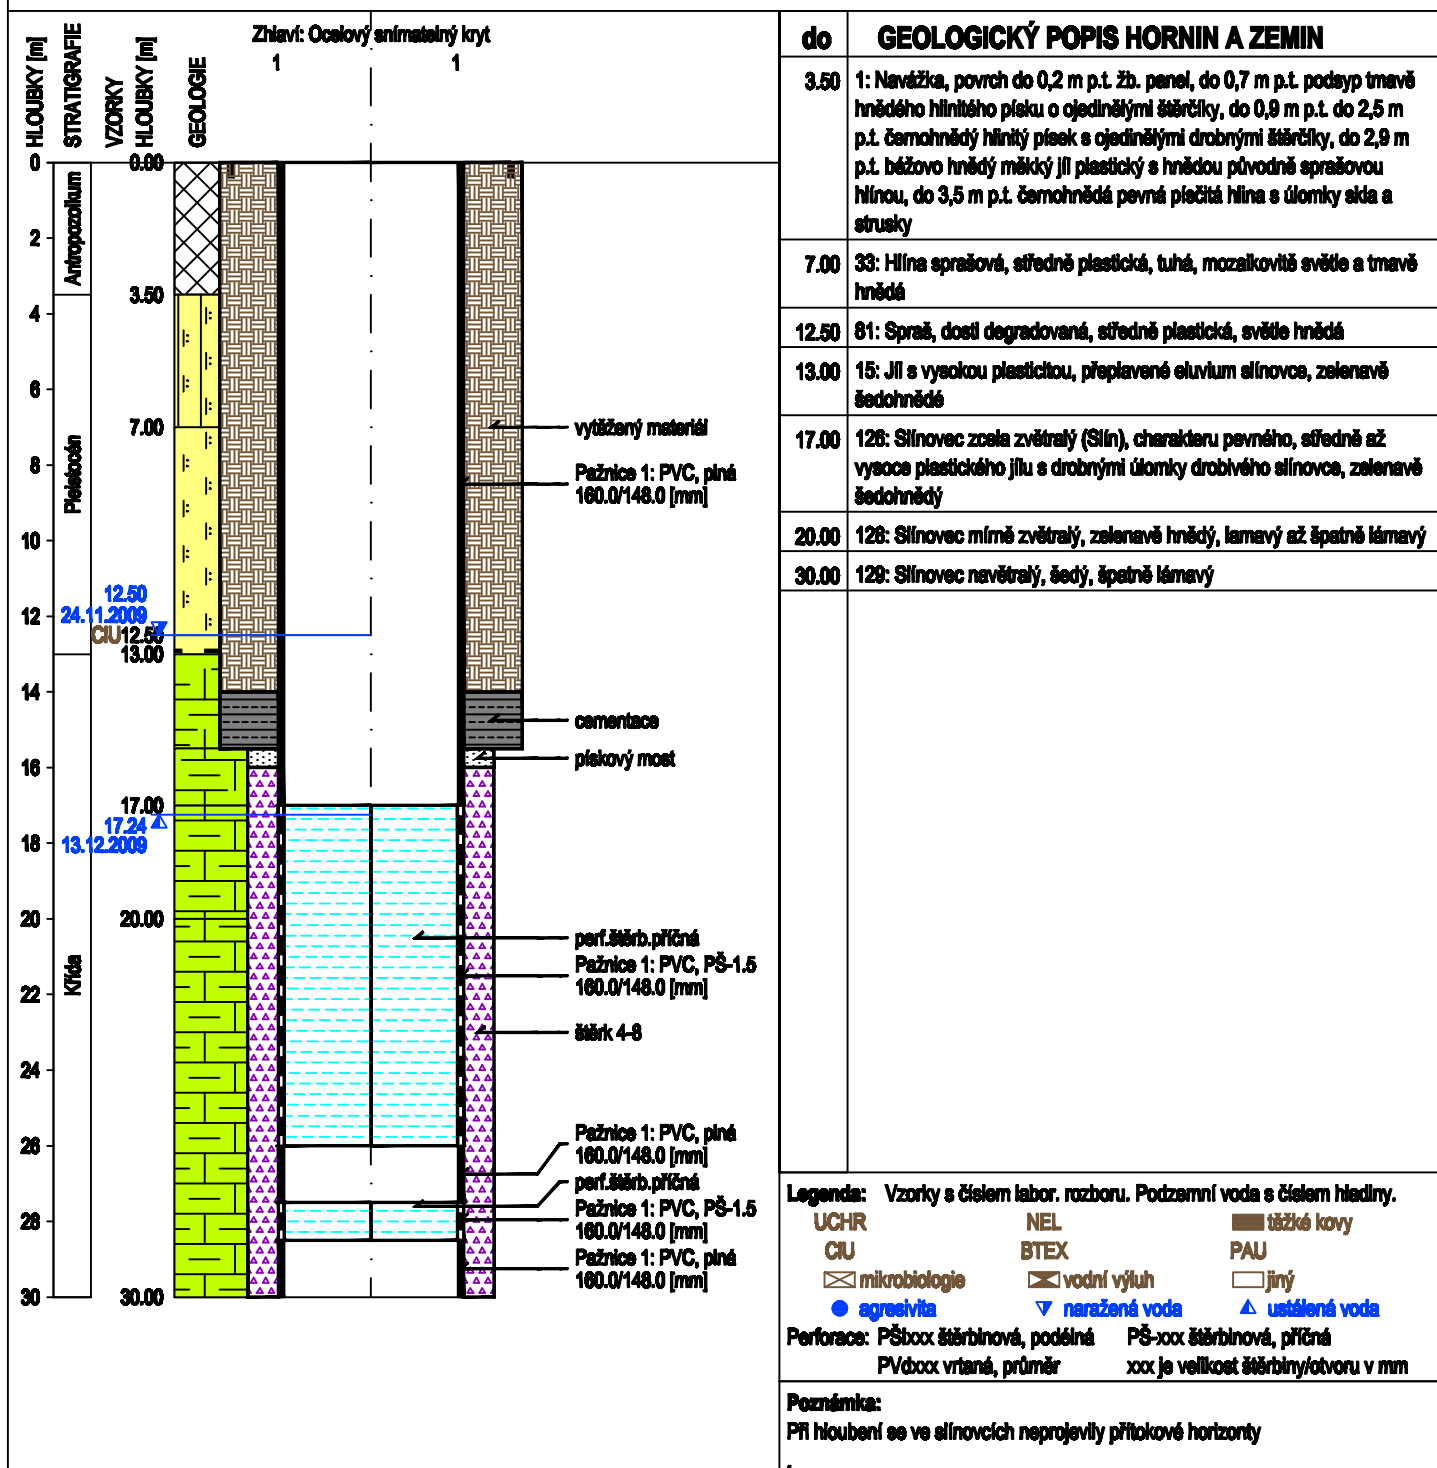 Zhlaví: Ocelový snímatelný kryt
1 1
HLOUBKY [m]
STRATIGRAFIE
VZORKY
HLOUBKY [m]
GEOLOGIE
0
2
4
6
8
10
12
14
16
18
20
22
24
26
28
30
Antropozoikum
Pleistocén
Křída
0.00
3.50
7.00
12.50
24.11.2009
CIU 12.50
13.00
17.00
17.24
13.12.2009
20.00
30.00
vytěžený materiál
Pažnice 1: PVC, plná
160.0/148.0 [mm]
cementace
pískový most
perf.štěrb.příčná
Pažnice 1: PVC, PŠ-1.5
160.0/148.0 [mm]
štěrk 4-8
Pažnice 1: PVC, plná
160.0/148.0 [mm]
perf.štěrb.příčná
Pažnice 1: PVC, PŠ-1.5
160.0/148.0 [mm]
Pažnice 1: PVC, plná
160.0/148.0 [mm]
do GEOLOGICKÝ POPIS HORNIN A ZEMIN
3.50 1: Navážka, povrch do 0,2 m p.t. žb. panel, do 0,7 m p.t. podsyp tmavě
hnědého hlinitého písku o ojedinělými štěrčíky, do 0,9 m p.t. do 2,5 m
p.t. černohnědý hlinitý písek s ojedinělými drobnými štěrčíky, do 2,9 m
p.t. béžovo hnědý měkký jíl plastický s hnědou původně sprašovou
hlínou, do 3,5 m p.t. černohnědá pevná písčitá hlína s úlomky skla a
strusky
7.00 33: Hlína sprašová, středně plastická, tuhá, mozaikovitě světle a tmavě
hnědá
12.50 81: Spraš, dosti degradovaná, středně plastická, světle hnědá
13.00 15: Jíl s vysokou plasticitou, přeplavené eluvium slínovce, zelenavě
šedohnědé
17.00 126: Slínovec zcela zvětralý (Slín), charakteru pevného, středně až
vysoce plastického jílu s drobnými úlomky drobivého slínovce, zelenavě
šedohnědý
20.00 128: Slínovec mírně zvětralý, zelenavě hnědý, lamavý až špatně lámavý
30.00 129: Slínovec navětralý, šedý, špatně lámavý
Legenda: Vzorky s číslem labor. rozboru. Podzemní voda s číslem hladiny.
UCHR NEL těžké kovy
CIU BTEX PAU
mikrobiologie vodní výluh jiný
agresivita naražená voda ustálená voda
Perforace: PŠlxxx štěrbinová, podélná PŠ-xxx štěrbinová, příčná
PVdxxx vrtaná, průměr xxx je velikost štěrbiny/otvoru v mm
Poznámka:
Při hloubení se ve slínovcích neprojevily přítokové horizonty